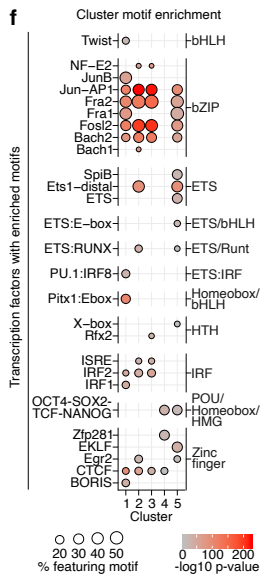 f
Cluster motif enrichment
Transcription factors with enriched motifs
Twist
bHLH
NF-E2
JunB
Jun-AP1
Fra2
Fra1
Fosl2
Bach2
Bach1
bZIP
SpiB
Ets1-distal
ETS
ETS
ETS:E-box
ETS/bHLH
ETS:RUNX
ETS/Runt
PU.1:IRF8
ETS:IRF
Pitx1:Ebox
Homeobox/
bHLH
X-box
Rfx2
HTH
ISRE
IRF2
IRF1
IRF
OCT4-SOX2-
TCF-NANOG
POU/
Homeobox/
HMG
Zfp281
EKLF
Egr2
CTCF
BORIS
Zinc
finger
1 2 3 4 5
Cluster
20 30 40 50
% featuring motif
0 100 200
-log10 p-value